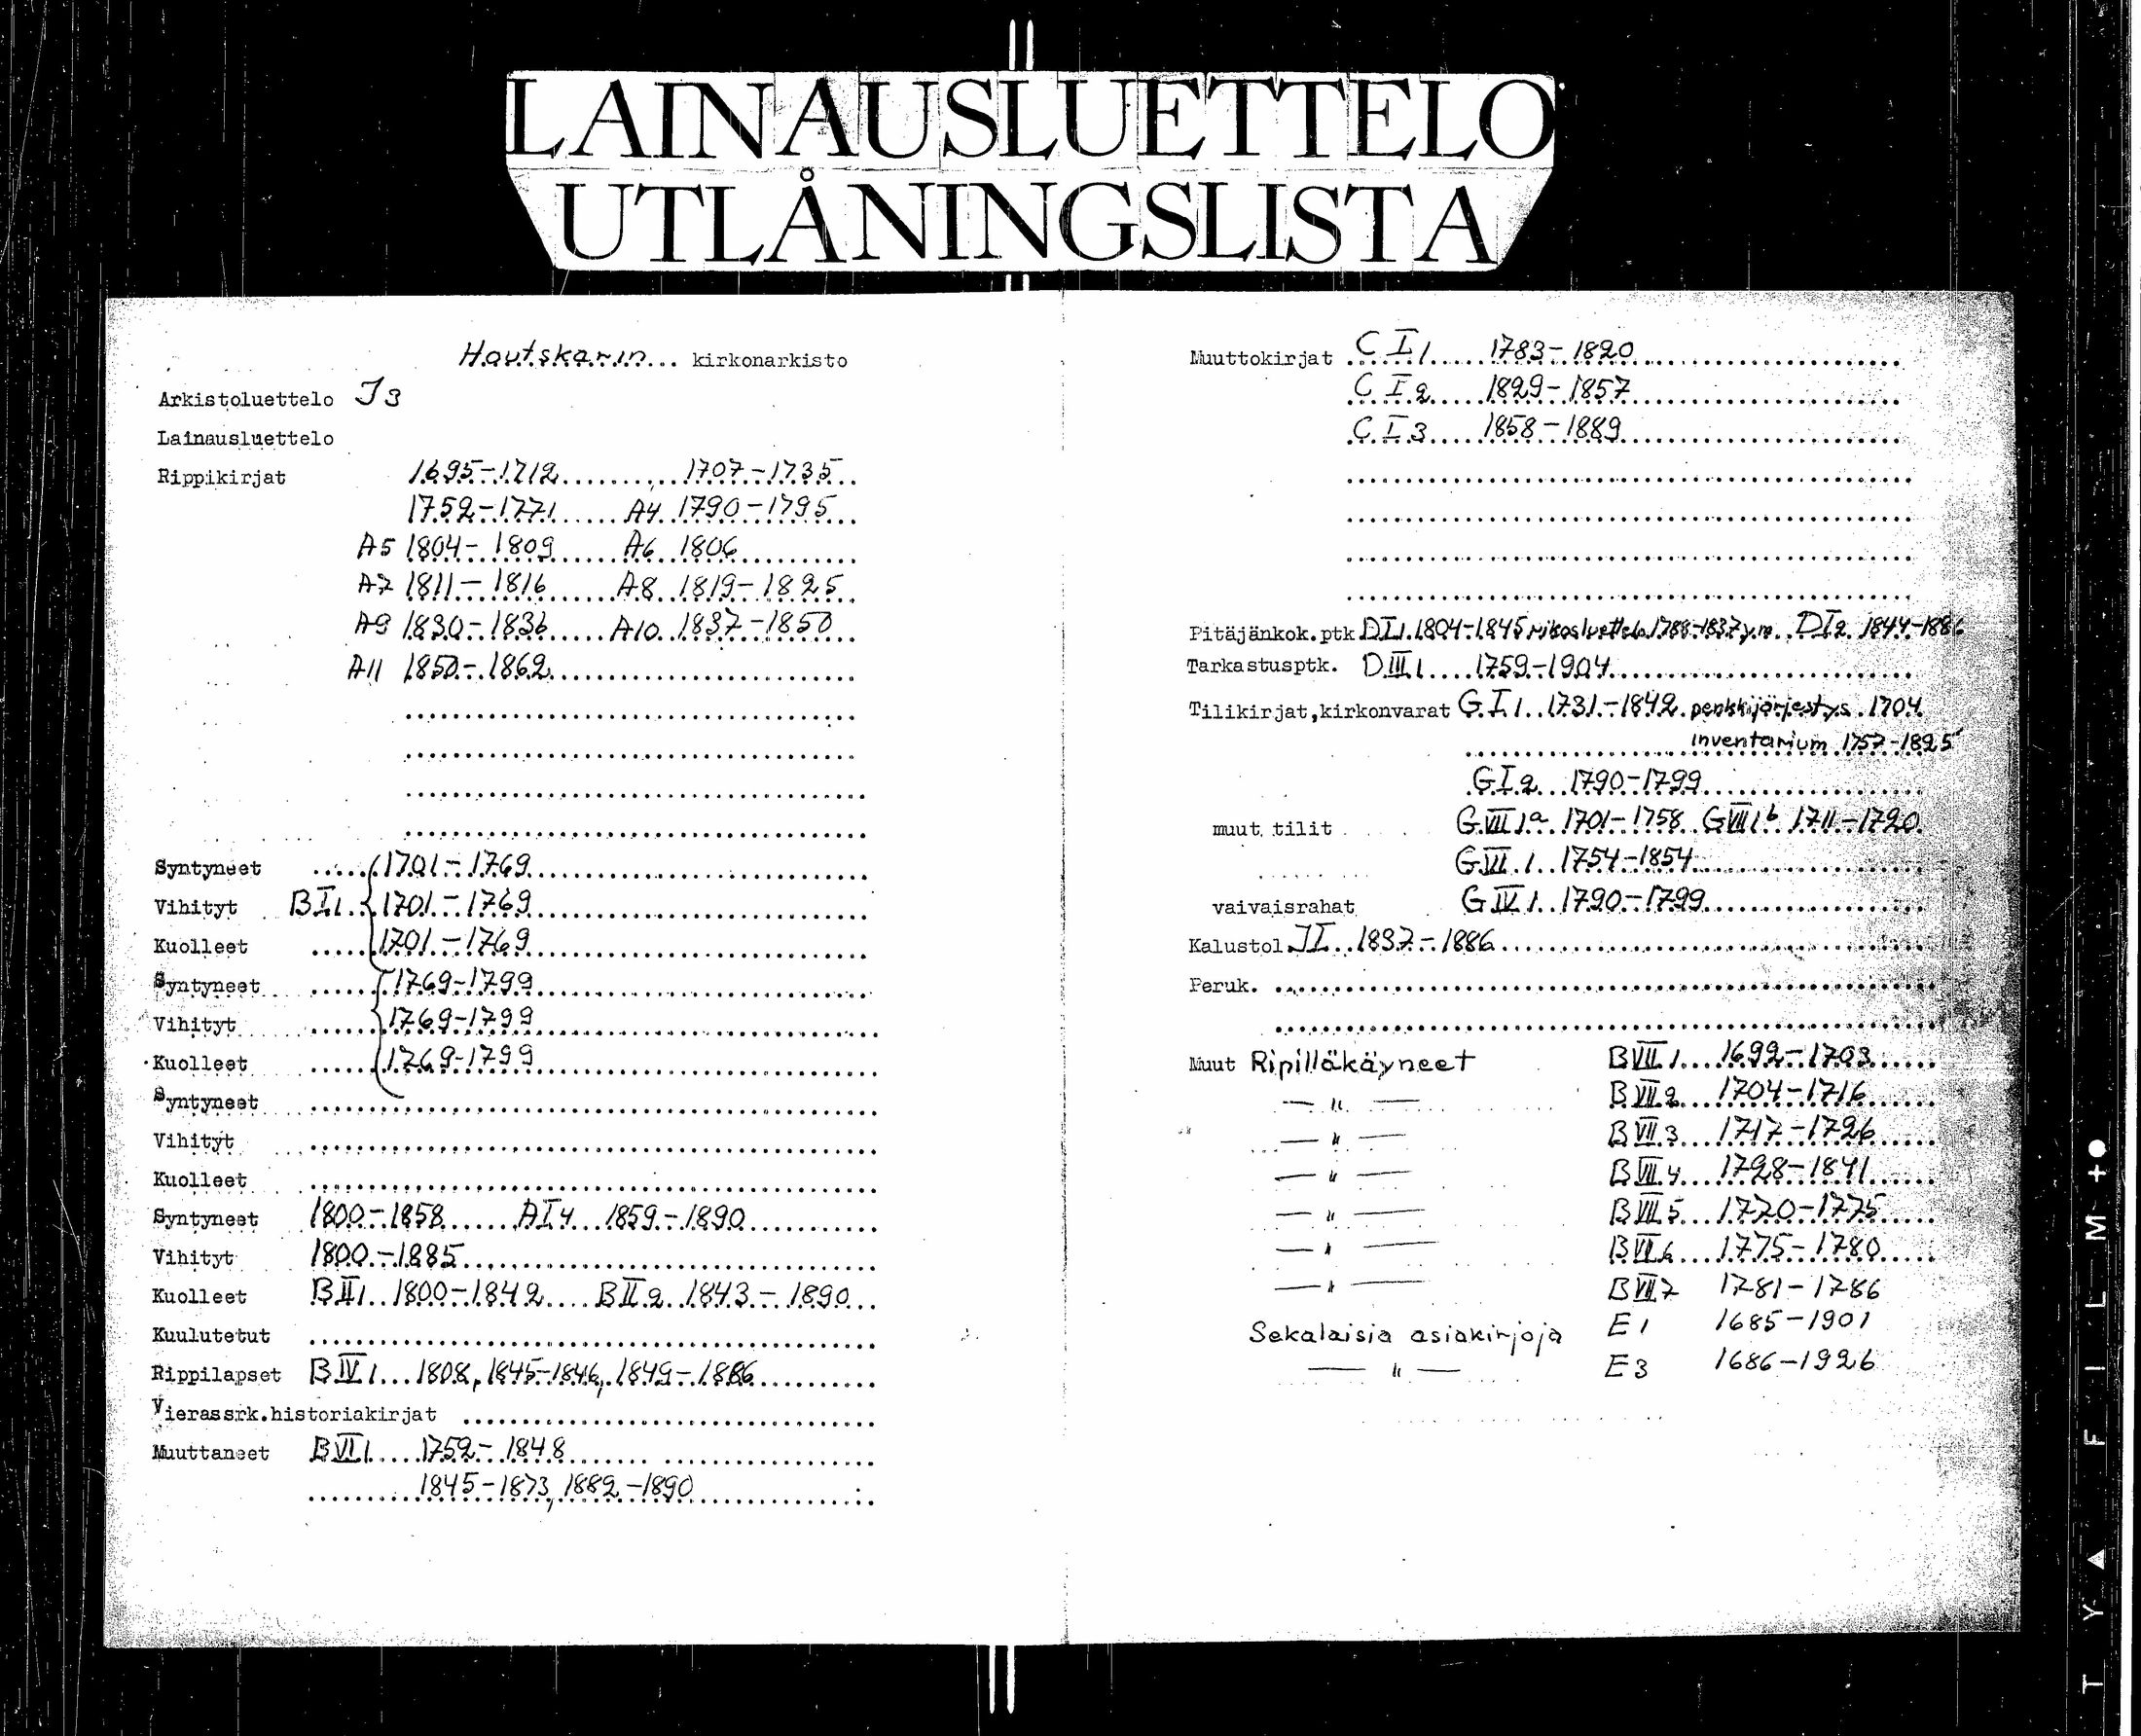 LAINAUSLUETTELO
UTLÅNINGSLISTA
Houtskarin... kirkonarkisto
Arkistoluettelo J3
Lainausluettelo
Rippikirjat 1695-1712 1707-1735
1752-1771 A4 1790-1795
A5 1804-1809 A6 1806
A7 1811-1816 A8 1819-1825
A9 1830-1836 A10 1837-1850
A11 1850-1862
Syntyneet 1701-1769
Vihityt BI1 1701-1769
Kuolleet 1701-1769
Syntyneet 1769-1799
Vihityt 1769-1799
Kuolleet 1769-1799
Syntyneet
Vihityt
Kuolleet
Syntyneet 1800-1858 AI4 1859-1890
Vihityt 1800-1885
Kuolleet BII1 1800-1842 BII2 1843-1890
Kuulutetut
Rippilapset BIV1 1808, 1845-1846, 1849-1886
Vierassrk.historiakirjat
Muuttaneet BVI1 1752-1848
1845-1873, 1882-1890
Muuttokirjat CI1 1783-1820
CI2 1829-1857
CI3 1858-1889
Pitäjänkok.ptk DI1 1804-1845 rikosluettelo 1788-1837 y.m. DI2 1844-1886
Tarkastusptk. DIII1 1759-1904
Tilikirjat,kirkonvarat GI1 1731-1842 penkkijärjestys 1704
inventarium 1757-1825
GI2 1790-1799
muut tilit GVIII1a 1701-1758 GVIII1b 1711-1720
GVII1 1754-1854
vaivaisrahat GIV1 1790-1799
Kalustol JI 1837-1886
Peruk.
Muut Ripilläkäyneet BVII1 1692-1703
— " — BVII2 1704-1716
— " — BVII3 1717-1726
— " — BVII4 1728-1841
— " — BVII5 1770-1775
— " — BVII6 1775-1780
— " — BVII7 1781-1786
Sekalaisia asiakirjoja E1 1685-1901
— " — E3 1686-1926
TYA FILM